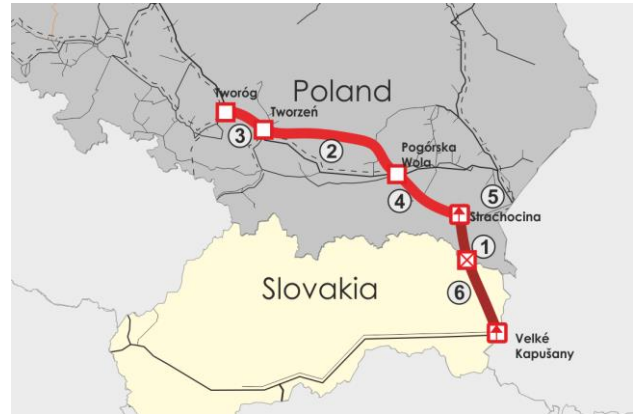 Tworóg
Poland
Tworzeń
3
2
Pogórska
Wola
4
5
Strachocina
1
Slovakia
6
Velké
Kapušany